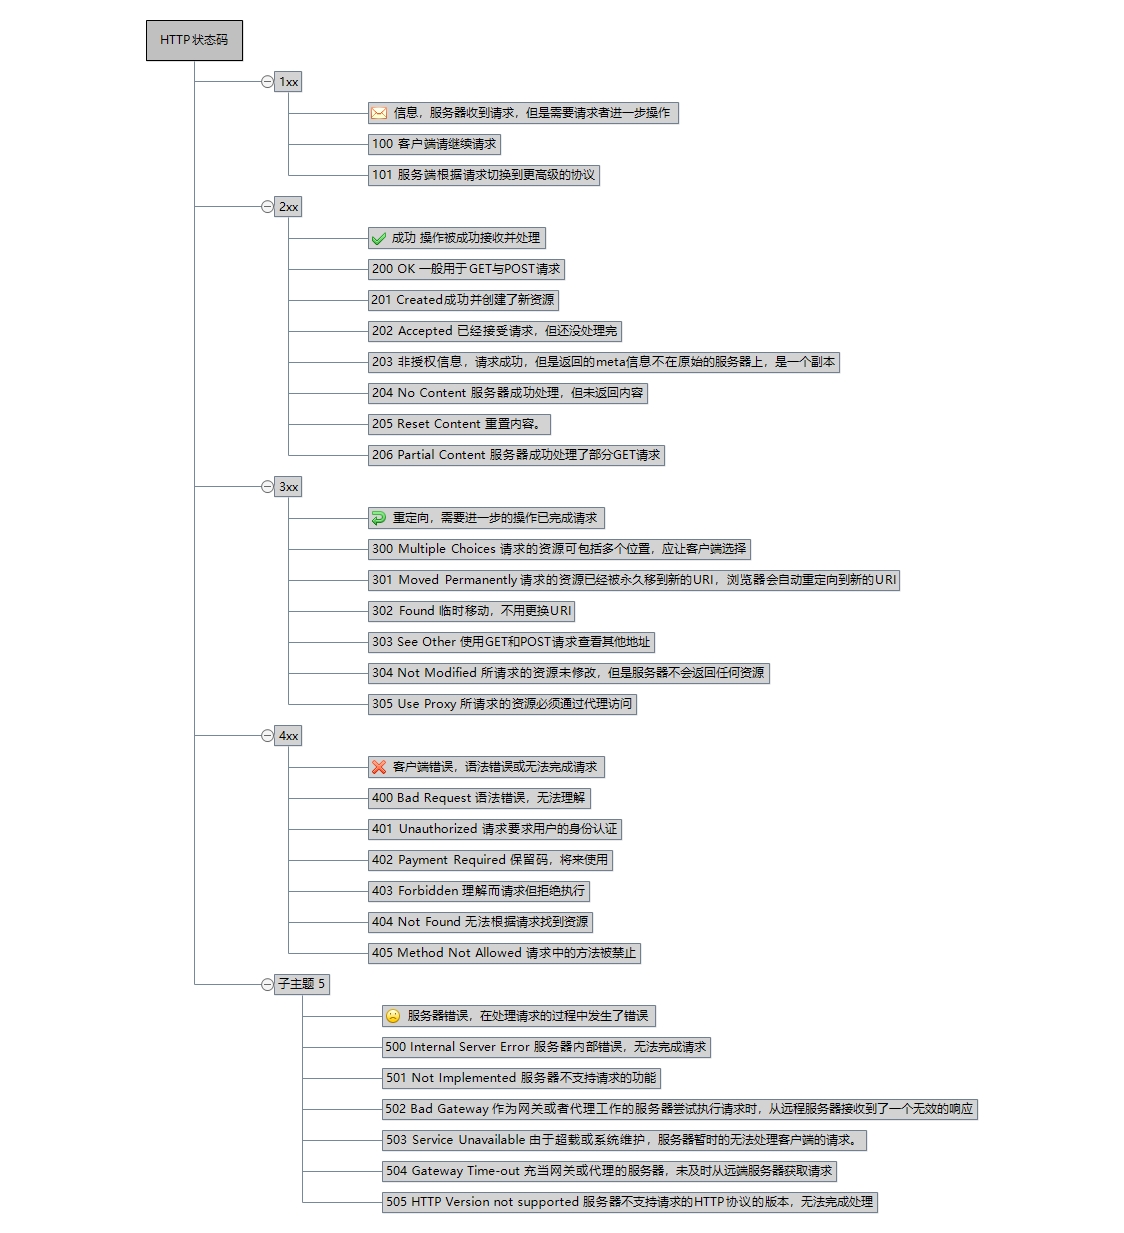 HTTP状态码
1xx
信息，服务器收到请求，但是需要请求者进一步操作
100 客户端请继续请求
101 服务端根据请求切换到更高级的协议
2xx
成功 操作被成功接收并处理
200 OK 一般用于GET与POST请求
201 Created成功并创建了新资源
202 Accepted 已经接受请求，但还没处理完
203 非授权信息，请求成功，但是返回的meta信息不在原始的服务器上，是一个副本
204 No Content 服务器成功处理，但未返回内容
205 Reset Content 重置内容。
206 Partial Content 服务器成功处理了部分GET请求
3xx
重定向，需要进一步的操作已完成请求
300 Multiple Choices 请求的资源可包括多个位置，应让客户端选择
301 Moved Permanently 请求的资源已经被永久移到新的URI，浏览器会自动重定向到新的URI
302 Found 临时移动，不用更换URI
303 See Other 使用GET和POST请求查看其他地址
304 Not Modified 所请求的资源未修改，但是服务器不会返回任何资源
305 Use Proxy 所请求的资源必须通过代理访问
4xx
客户端错误，语法错误或无法完成请求
400 Bad Request 语法错误，无法理解
401 Unauthorized 请求要求用户的身份认证
402 Payment Required 保留码，将来使用
403 Forbidden 理解而请求但拒绝执行
404 Not Found 无法根据请求找到资源
405 Method Not Allowed 请求中的方法被禁止
子主题 5
服务器错误，在处理请求的过程中发生了错误
500 Internal Server Error 服务器内部错误，无法完成请求
501 Not Implemented 服务器不支持请求的功能
502 Bad Gateway 作为网关或者代理工作的服务器尝试执行请求时，从远程服务器接收到了一个无效的响应
503 Service Unavailable 由于超载或系统维护，服务器暂时的无法处理客户端的请求。
504 Gateway Time-out 充当网关或代理的服务器，未及时从远端服务器获取请求
505 HTTP Version not supported 服务器不支持请求的HTTP协议的版本，无法完成处理